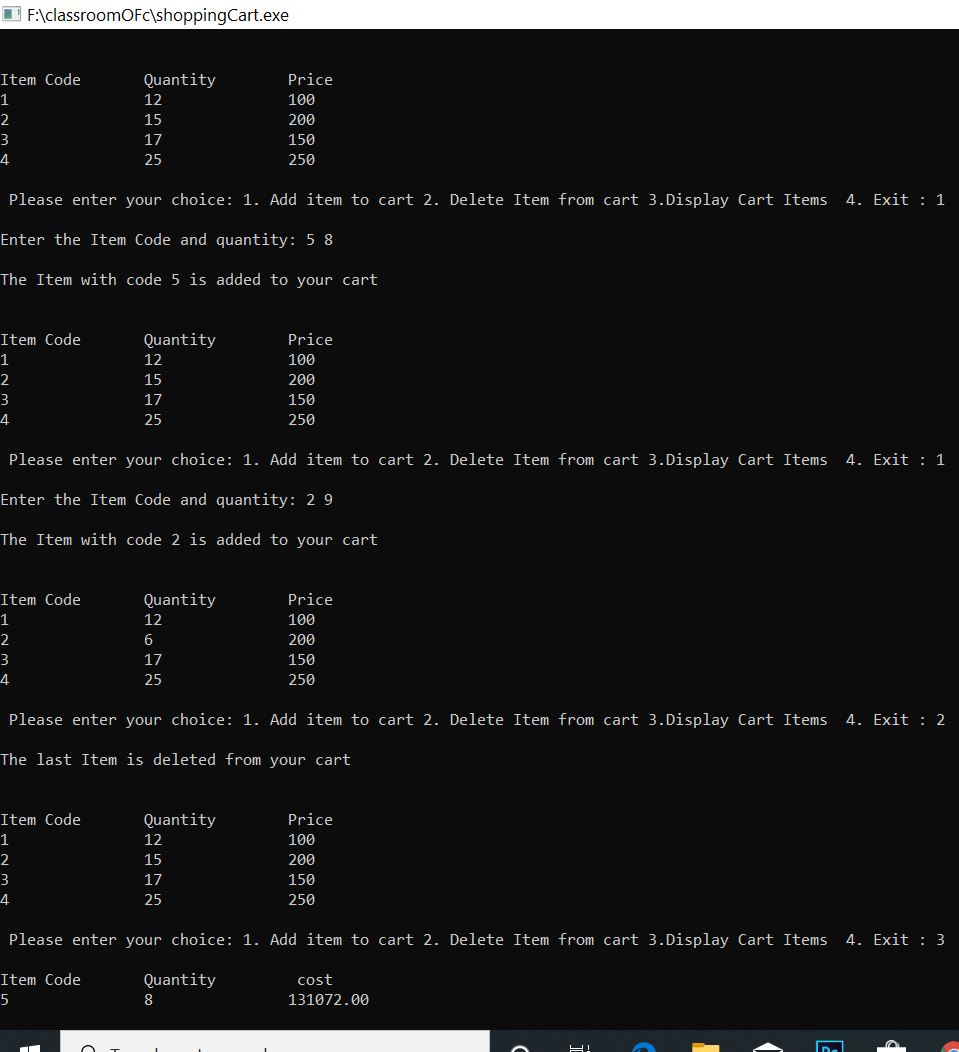 F:\classroomOFc\shoppingCart.exe
Item Code Quantity Price
1 12 100
2 15 200
3 17 150
4 25 250
Please enter your choice: 1. Add item to cart 2. Delete Item from cart 3.Display Cart Items 4. Exit : 1
Enter the Item Code and quantity: 5 8
The Item with code 5 is added to your cart
Item Code Quantity Price
1 12 100
2 15 200
3 17 150
4 25 250
Please enter your choice: 1. Add item to cart 2. Delete Item from cart 3.Display Cart Items 4. Exit : 1
Enter the Item Code and quantity: 2 9
The Item with code 2 is added to your cart
Item Code Quantity Price
1 12 100
2 6 200
3 17 150
4 25 250
Please enter your choice: 1. Add item to cart 2. Delete Item from cart 3.Display Cart Items 4. Exit : 2
The last Item is deleted from your cart
Item Code Quantity Price
1 12 100
2 15 200
3 17 150
4 25 250
Please enter your choice: 1. Add item to cart 2. Delete Item from cart 3.Display Cart Items 4. Exit : 3
Item Code Quantity cost
5 8 131072.00